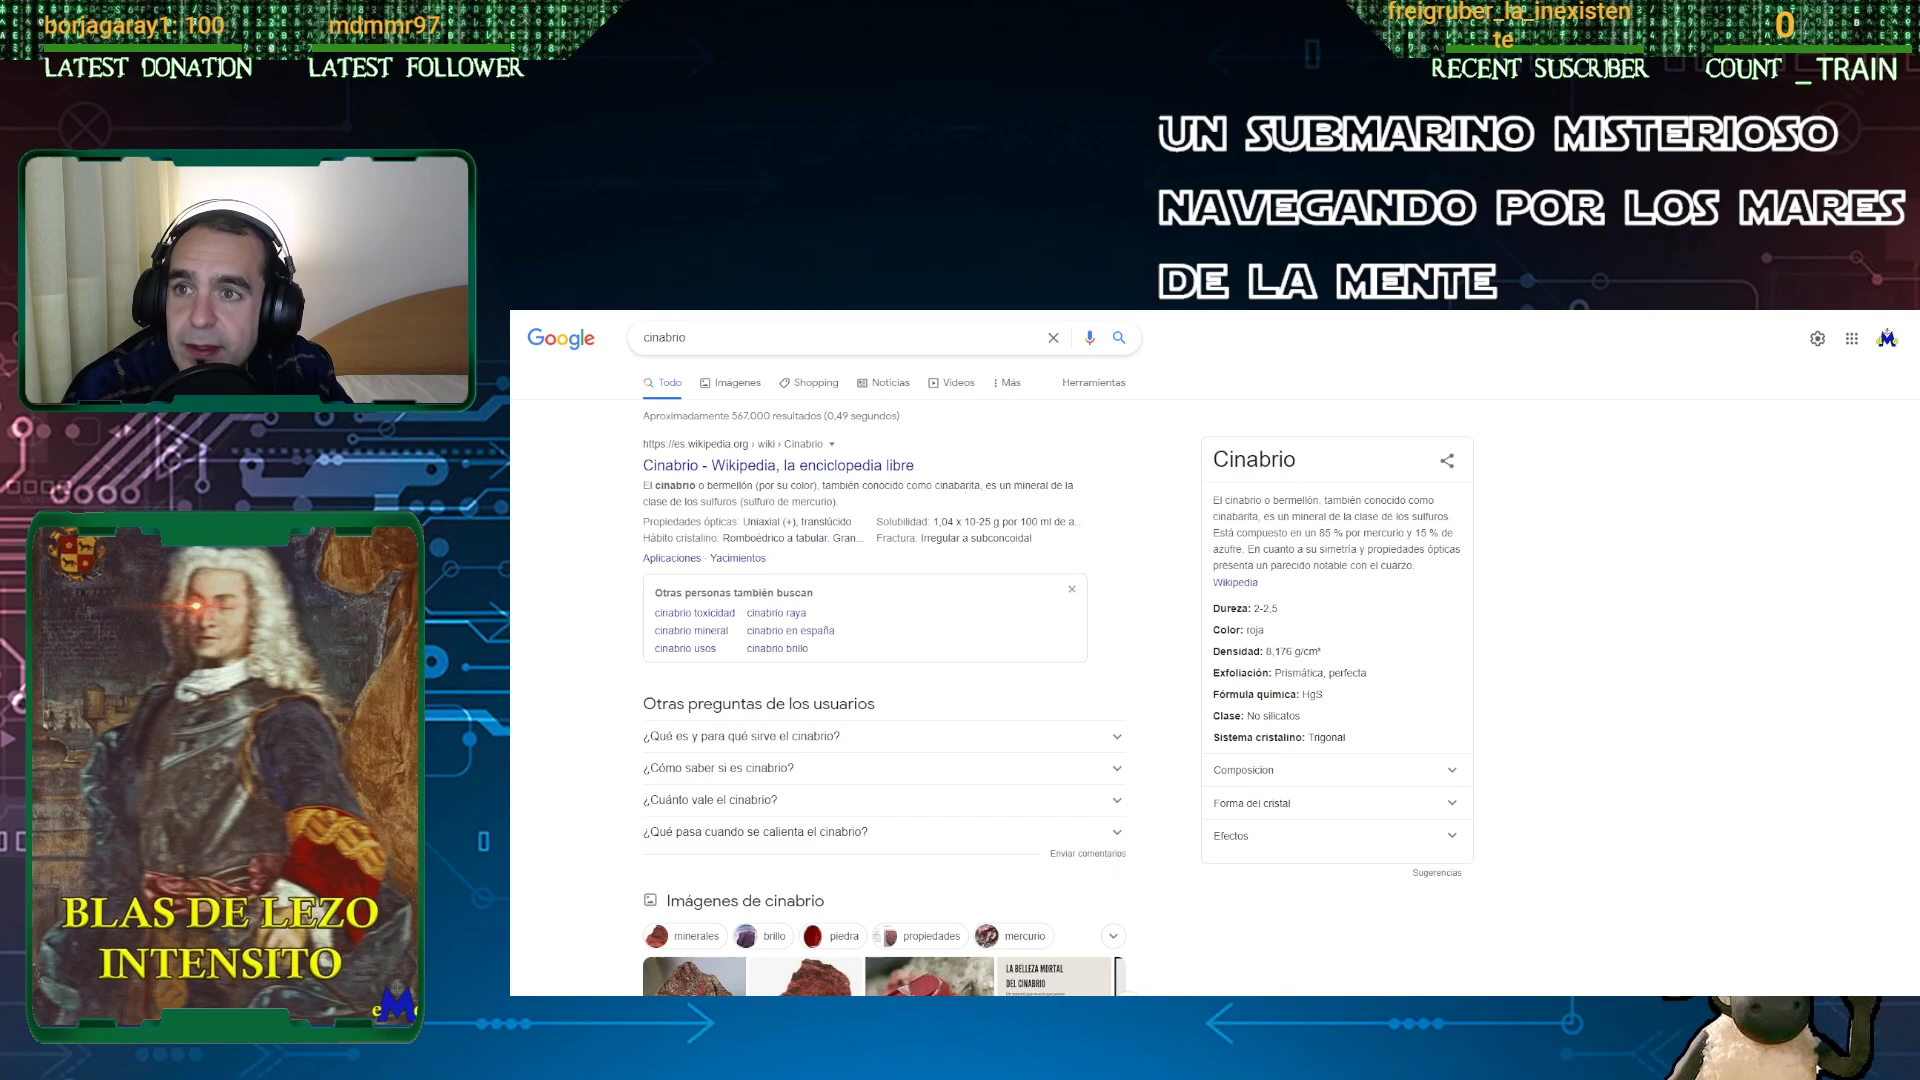 borjagaray1: 100
LATEST DONATION
mdmmr97
LATEST FOLLOWER
freigruber_la_inexisten
te
RECENT SUSCRIBER
0
COUNT _TRAIN
UN SUBMARINO MISTERIOSO
NAVEGANDO POR LOS MARES
DE LA MENTE
BLAS DE LEZO
INTENSITO
Google
cinabrio
Todo
Imágenes
Shopping
Noticias
Vídeos
Más
Herramientas
Aproximadamente 567.000 resultados (0,49 segundos)
https://es.wikipedia.org › wiki › Cinabrio
Cinabrio - Wikipedia, la enciclopedia libre
El cinabrio o bermellón (por su color), también conocido como cinabarita, es un mineral de la
clase de los sulfuros (sulfuro de mercurio).
Propiedades ópticas: Uniaxial (+), translúcido
Solubilidad: 1,04 x 10-25 g por 100 ml de a...
Hábito cristalino: Romboédrico a tabular. Gran...
Fractura: Irregular a subconcoidal
Aplicaciones · Yacimientos
Otras personas también buscan
cinabrio toxicidad
cinabrio raya
cinabrio mineral
cinabrio en españa
cinabrio usos
cinabrio brillo
Otras preguntas de los usuarios
¿Qué es y para qué sirve el cinabrio?
¿Cómo saber si es cinabrio?
¿Cuánto vale el cinabrio?
¿Qué pasa cuando se calienta el cinabrio?
Enviar comentarios
Imágenes de cinabrio
minerales
brillo
piedra
propiedades
mercurio
LA BELLEZA MORTAL
DEL CINABRIO
Cinabrio
El cinabrio o bermellón, también conocido como
cinabarita, es un mineral de la clase de los sulfuros.
Está compuesto en un 85 % por mercurio y 15 % de
azufre. En cuanto a su simetría y propiedades ópticas
presenta un parecido notable con el cuarzo.
Wikipedia
Dureza: 2-2,5
Color: roja
Densidad: 8,176 g/cm³
Exfoliación: Prismática, perfecta
Fórmula química: HgS
Clase: No silicatos
Sistema cristalino: Trigonal
Composicion
Forma del cristal
Efectos
Sugerencias